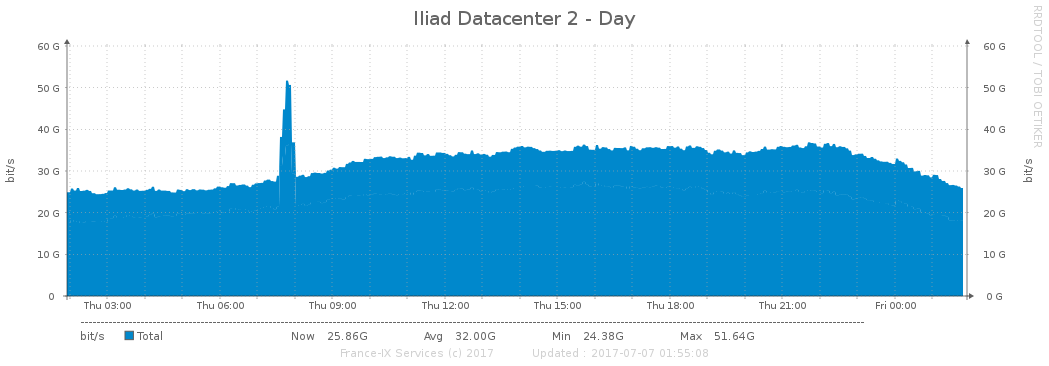 Iliad Datacenter 2 - Day
RRDTOOL / TOBI OETIKER
60 G 60 G
50 G 50 G
40 G 40 G
30 G 30 G
20 G 20 G
10 G 10 G
0 0 G
bit/s bit/s
Thu 03:00 Thu 06:00 Thu 09:00 Thu 12:00 Thu 15:00 Thu 18:00 Thu 21:00 Fri 00:00
bit/s Total Now 25.86G Avg 32.00G Min 24.38G Max 51.64G
France-IX Services (c) 2017 Updated : 2017-07-07 01:55:08